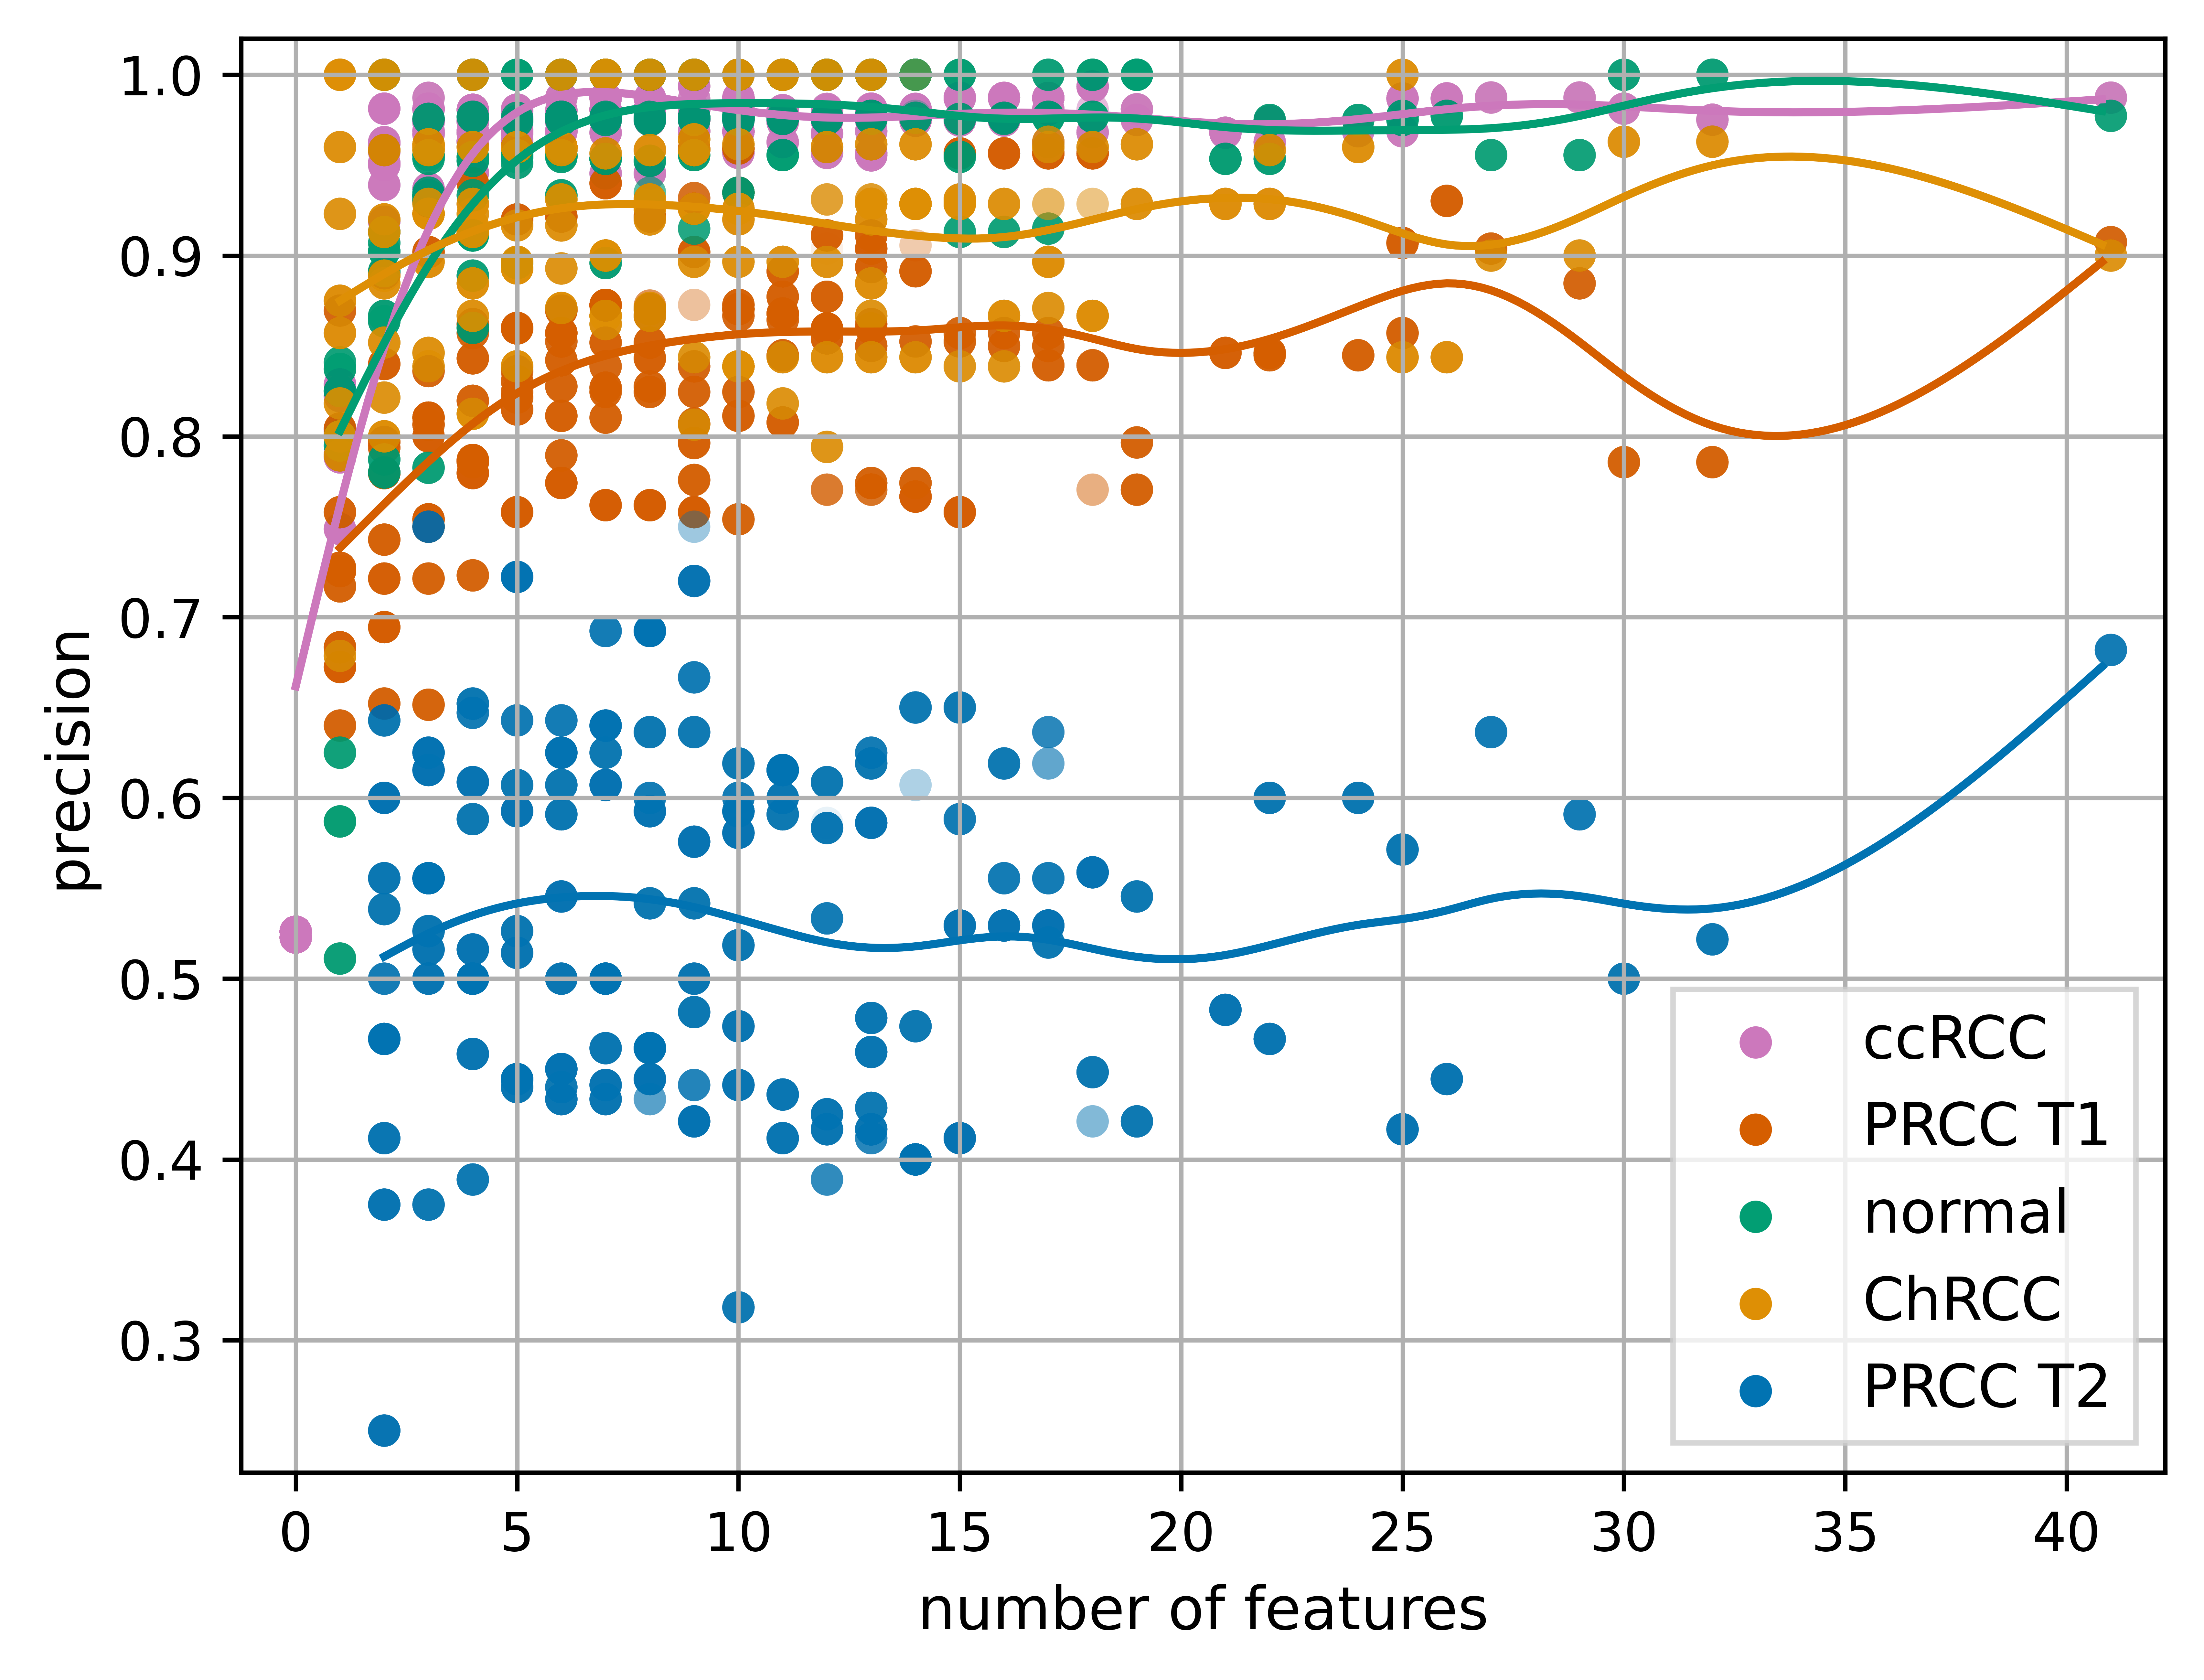 1.0
0.9
0.8
0.7
0.6
0.5
0.4
0.3
precision
ccRCC
PRCC T1
normal
ChRCC
PRCC T2
0 5 10 15 20 25 30 35 40
number of features